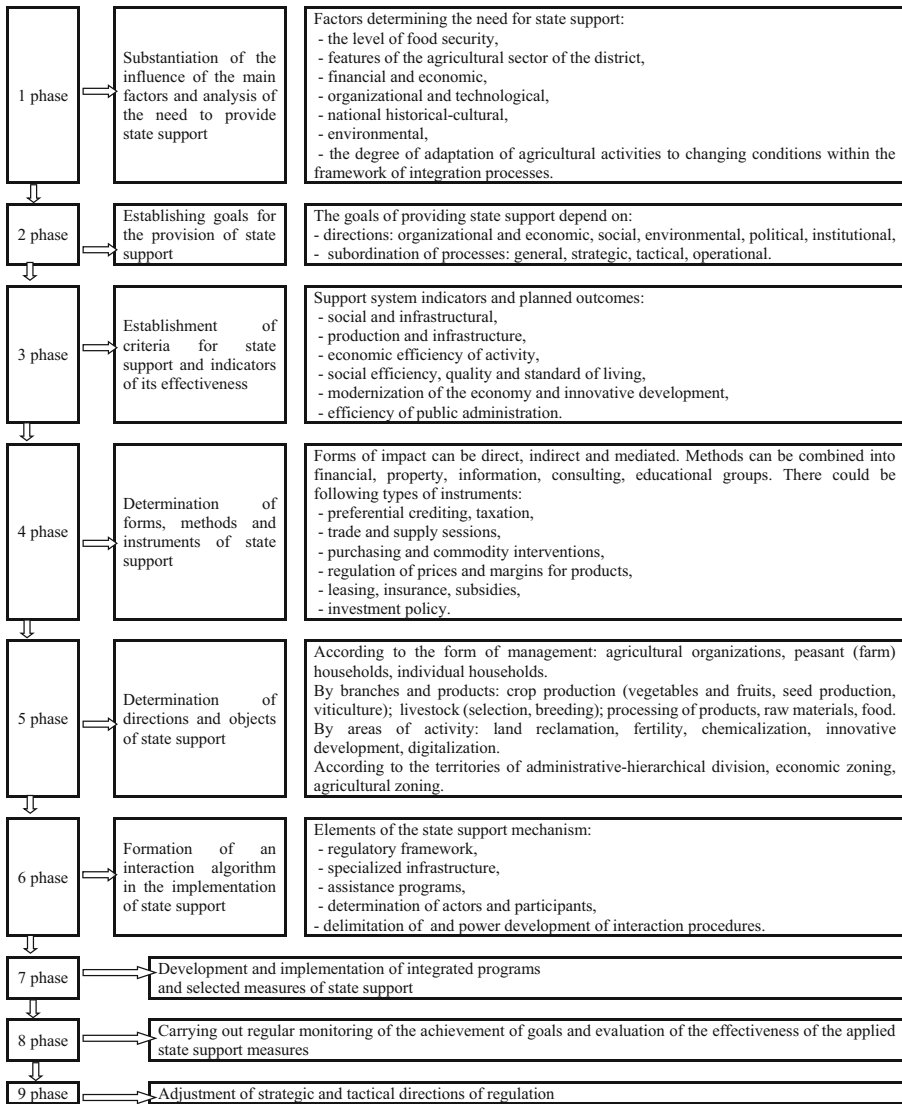 1 phase
Substantiation of the
influence of the main
factors and analysis of
the need to provide
state support
Factors determining the need for state support:
- the level of food security,
- features of the agricultural sector of the district,
- financial and economic,
- organizational and technological,
- national historical-cultural,
- environmental,
- the degree of adaptation of agricultural activities to changing conditions within the
framework of integration processes.
2 phase
Establishing goals for
the provision of state
support
The goals of providing state support depend on:
- directions: organizational and economic, social, environmental, political, institutional,
- subordination of processes: general, strategic, tactical, operational.
3 phase
Establishment of
criteria for state
support and indicators
of its effectiveness
Support system indicators and planned outcomes:
- social and infrastructural,
- production and infrastructure,
- economic efficiency of activity,
- social efficiency, quality and standard of living,
- modernization of the economy and innovative development,
- efficiency of public administration.
4 phase
Determination of
forms, methods and
instruments of state
support
Forms of impact can be direct, indirect and mediated. Methods can be combined into
financial, property, information, consulting, educational groups. There could be
following types of instruments:
- preferential crediting, taxation,
- trade and supply sessions,
- purchasing and commodity interventions,
- regulation of prices and margins for products,
- leasing, insurance, subsidies,
- investment policy.
5 phase
Determination of
directions and objects
of state support
According to the form of management: agricultural organizations, peasant (farm)
households, individual households.
By branches and products: crop production (vegetables and fruits, seed production,
viticulture); livestock (selection, breeding); processing of products, raw materials, food.
By areas of activity: land reclamation, fertility, chemicalization, innovative
development, digitalization.
According to the territories of administrative-hierarchical division, economic zoning,
agricultural zoning.
6 phase
Formation of an
interaction algorithm
in the implementation
of state support
Elements of the state support mechanism:
- regulatory framework,
- specialized infrastructure,
- assistance programs,
- determination of actors and participants,
- delimitation of and power development of interaction procedures.
7 phase
Development and implementation of integrated programs
and selected measures of state support
8 phase
Carrying out regular monitoring of the achievement of goals and evaluation of the effectiveness of the applied
state support measures
9 phase
Adjustment of strategic and tactical directions of regulation